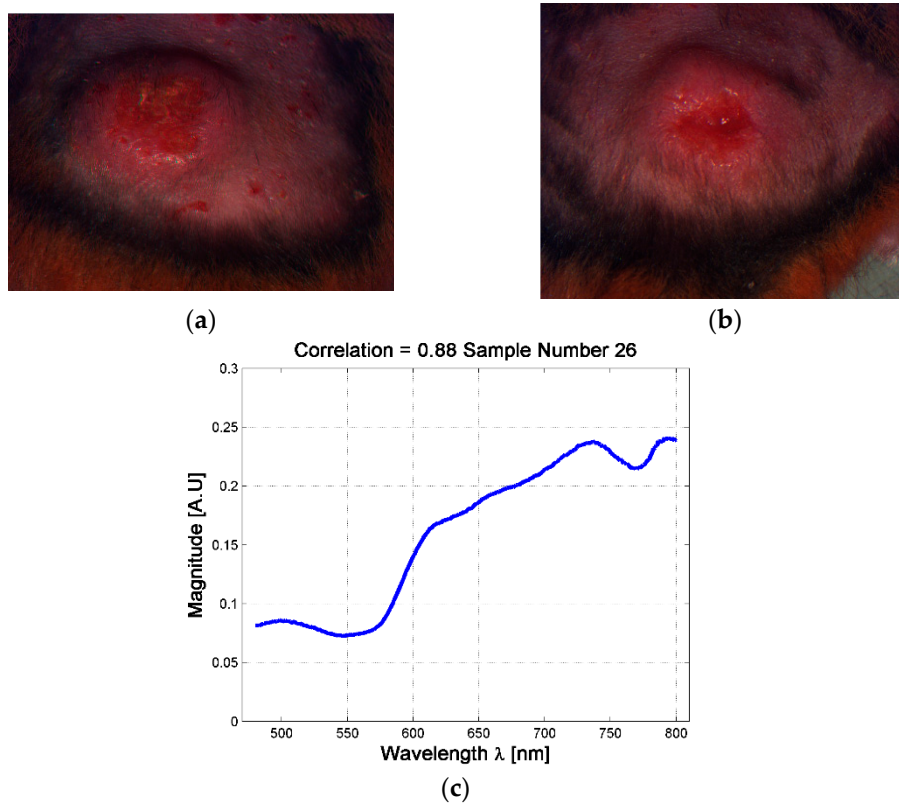 (a)
(b)
Correlation = 0.88 Sample Number 26
0.3
0.25
0.2
0.15
0.1
0.05
0
Magnitude [A.U]
500 550 600 650 700 750 800
Wavelength λ [nm]
(c)